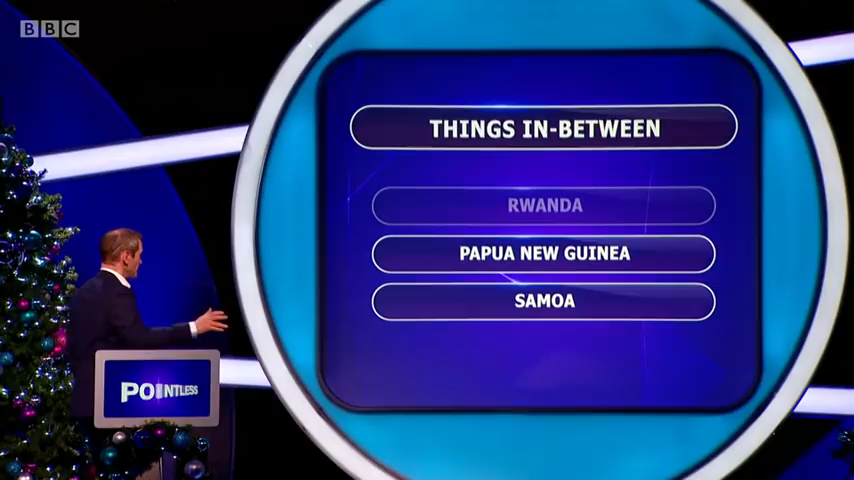 BBC
THINGS IN-BETWEEN
RWANDA
PAPUA NEW GUINEA
SAMOA
POINTLESS